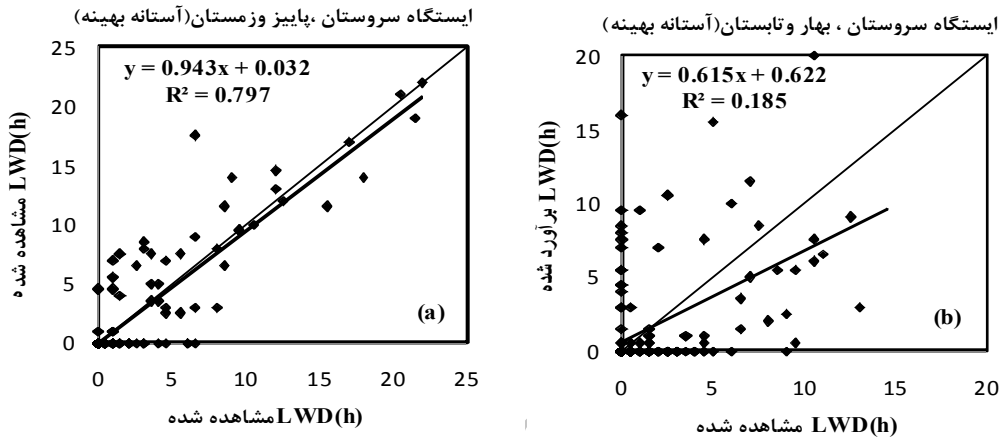 ایستگاه سروستان ،پاییز وزمستان(آستانه بهینه)
25
20
15
10
5
0
0 5 10 15 20 25
y = 0.943x + 0.032
R² = 0.797
(a)
LWD(h) مشاهده شده
LWD(h)مشاهده شده
ایستگاه سروستان ، بهار وتابستان(آستانه بهینه)
20
15
10
5
0
0 5 10 15 20
y = 0.615x + 0.622
R² = 0.185
(b)
LWD(h) برآورد شده
LWD(h) مشاهده شده